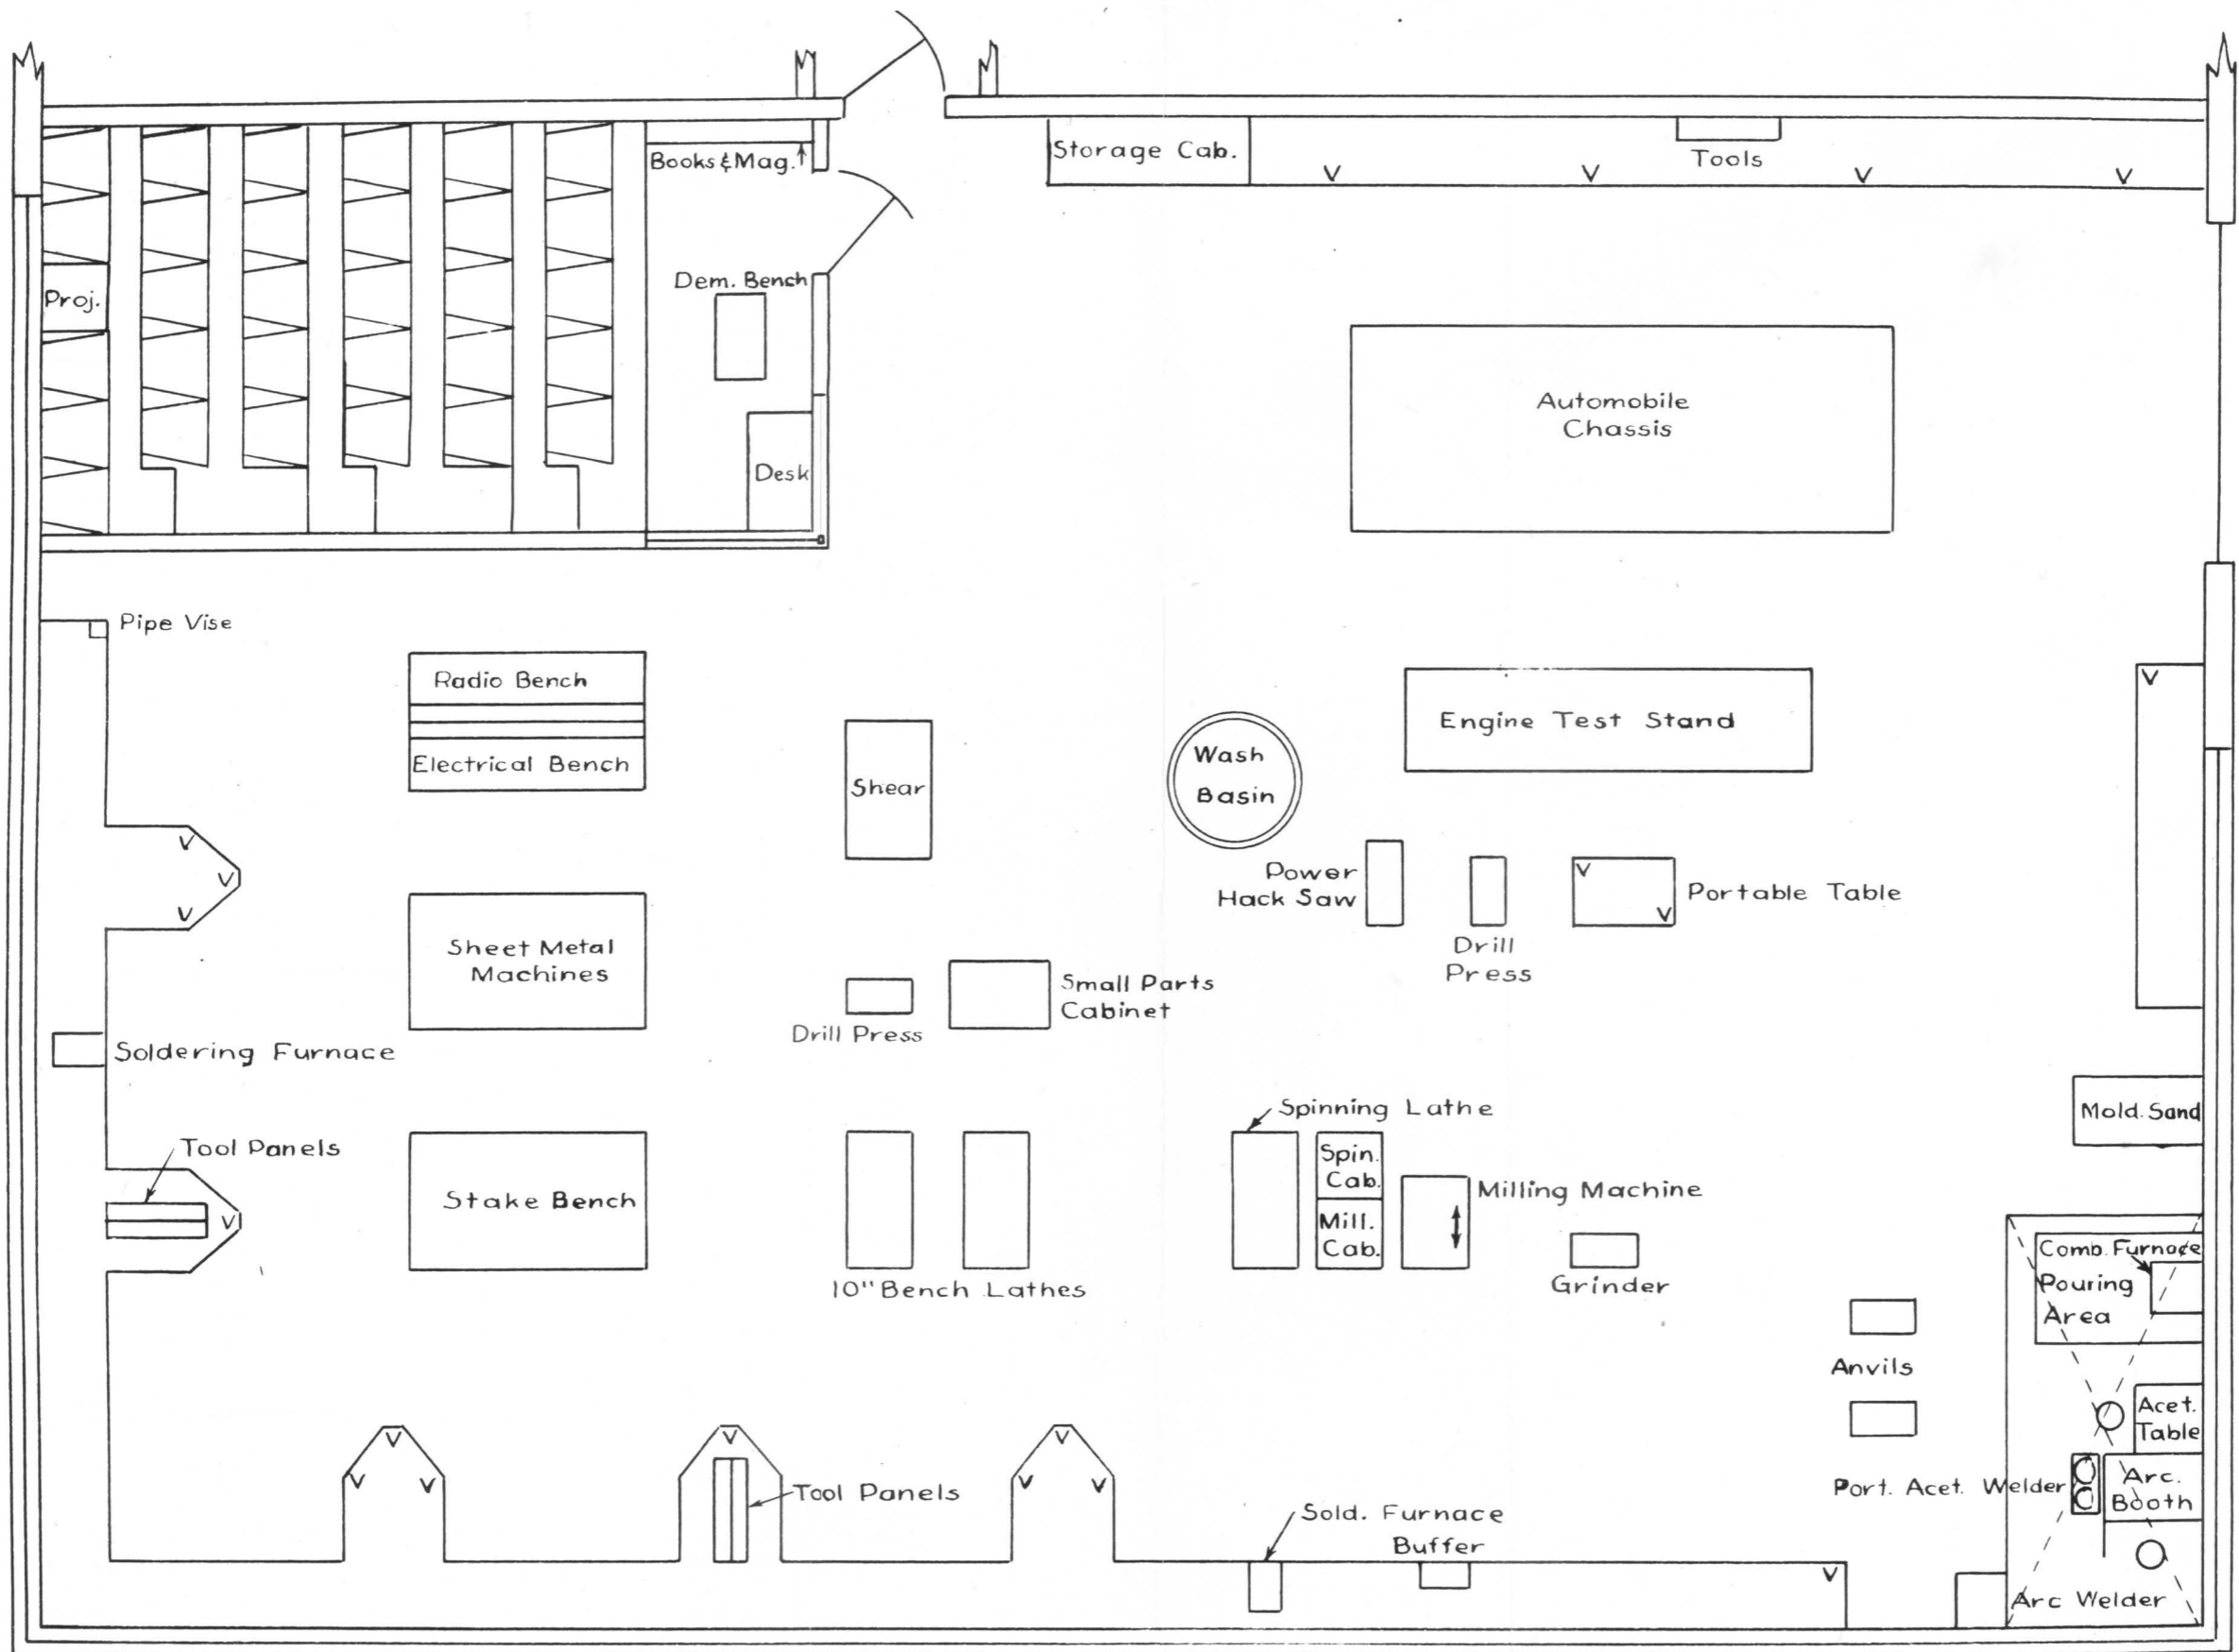 Books & Mag.
Storage Cab.
Tools
V
V
V
V
Proj.
Dem. Bench
Desk
Automobile
Chassis
Pipe Vise
Radio Bench
Electrical Bench
Shear
Wash
Basin
Engine Test Stand
V
V
V
V
Power
Hack Saw
Drill
Press
V
V
Portable Table
Sheet Metal
Machines
Drill Press
Small Parts
Cabinet
Soldering Furnace
Mold. Sand
Tool Panels
V
Stake Bench
10" Bench Lathes
Spinning Lathe
Spin.
Cab.
Mill.
Cab.
Milling Machine
Grinder
Comb. Furnace
Pouring
Area
Anvils
Acet.
Table
Port. Acet. Welder
Arc.
Booth
Arc Welder
V
V
V
V
Tool Panels
V
V
V
Sold. Furnace
Buffer
V